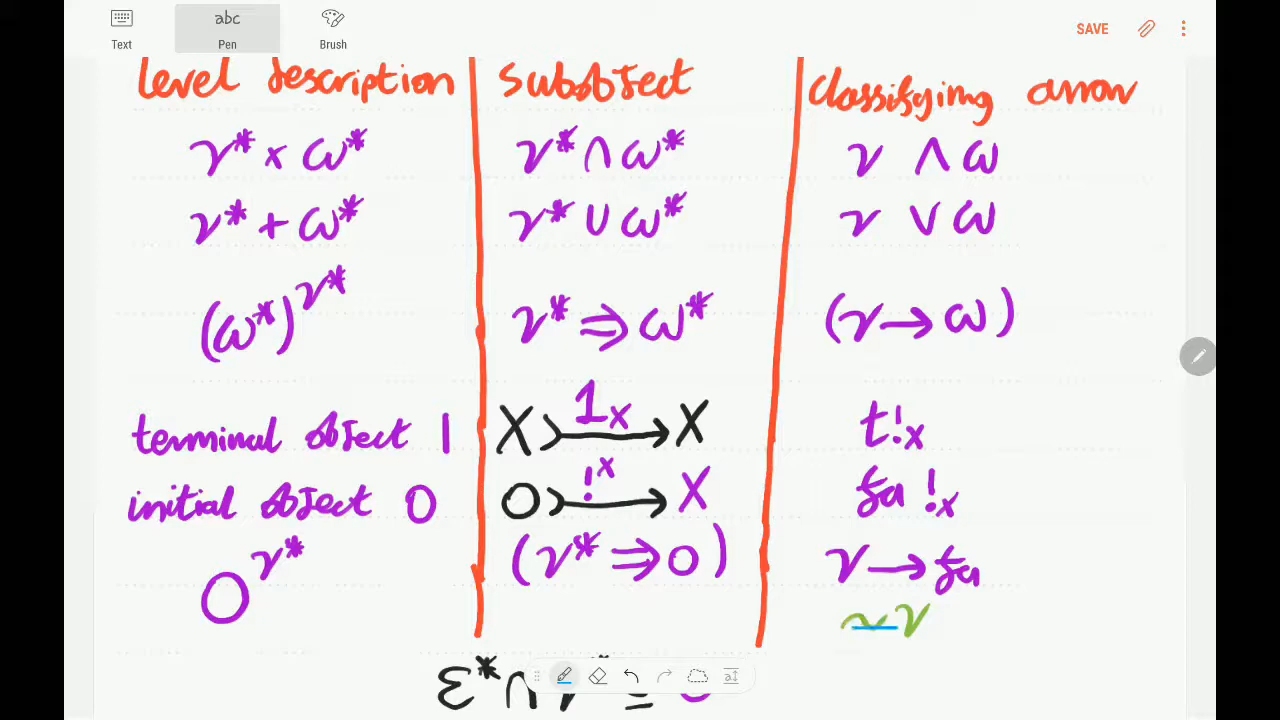 Text abc Pen Brush SAVE
level description subobject classifying arrow
γ* × ω* γ* ∩ ω* γ ∧ ω
γ* + ω* γ* ∪ ω* γ ∨ ω
(ω*)^γ* γ* ⇒ ω* (γ → ω)
terminal object 1 X ↣ 1_X X t!_X
initial object 0 0 ↣ !^X X fa !_X
0^γ* (γ* ⇒ 0) γ → fa
~γ
ε* ∩